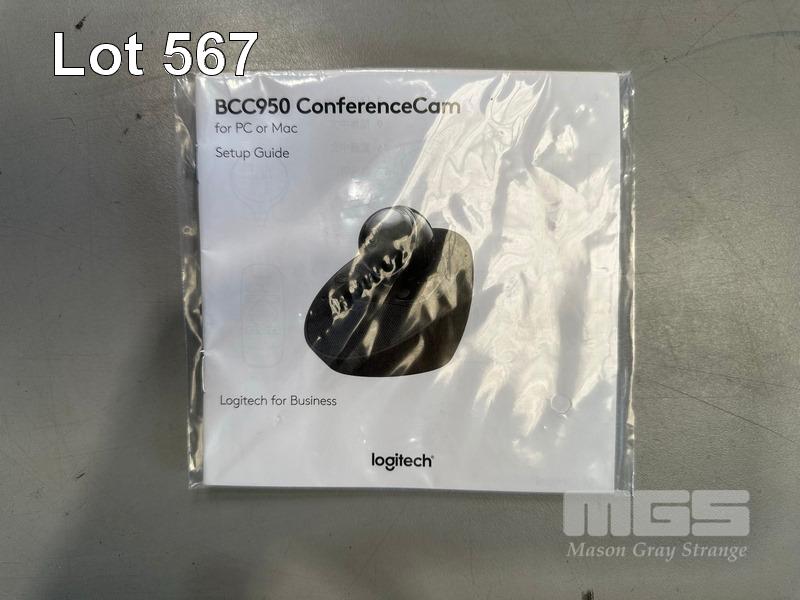 Lot 567
BCC950 ConferenceCam
for PC or Mac
Setup Guide
Logitech for Business
logitech
MGS
Mason Gray Strange